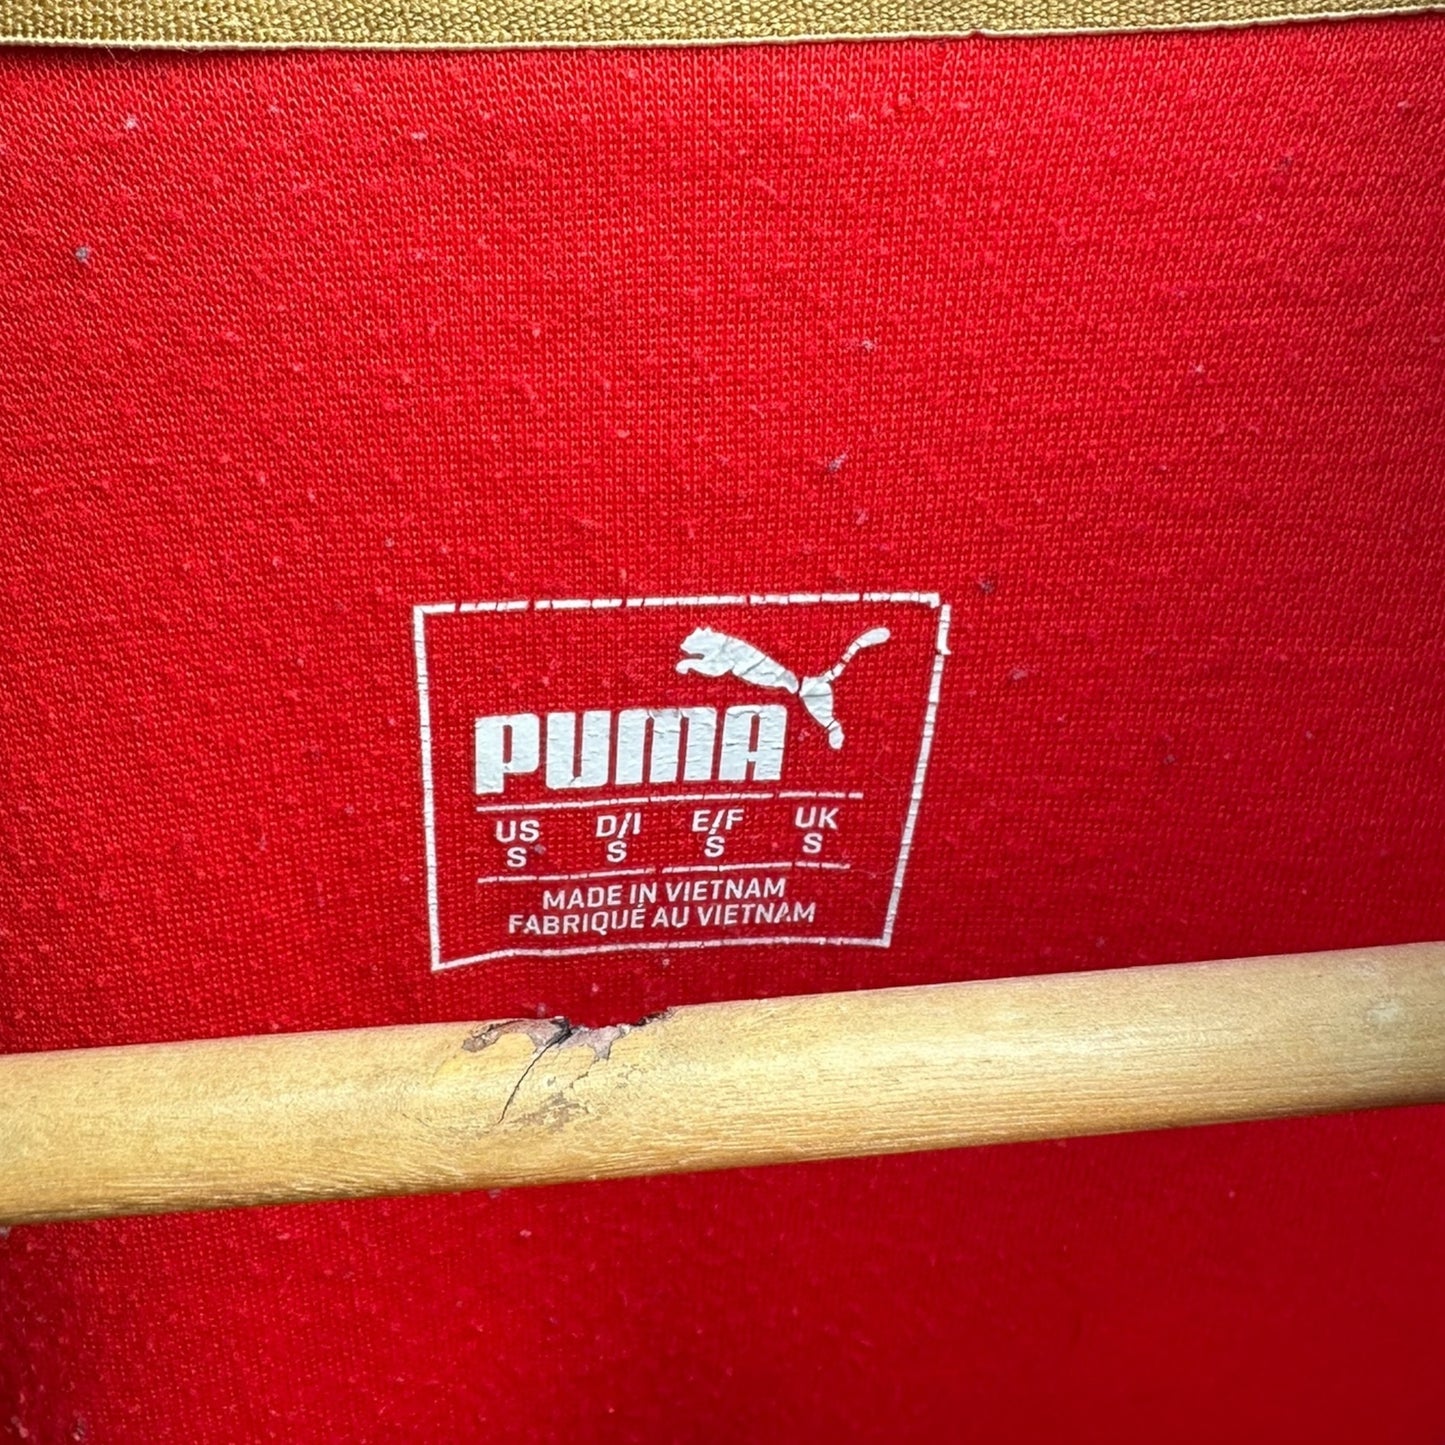 PUMA
US D/I E/F UK
S S S S
MADE IN VIETNAM
FABRIQUÉ AU VIETNAM